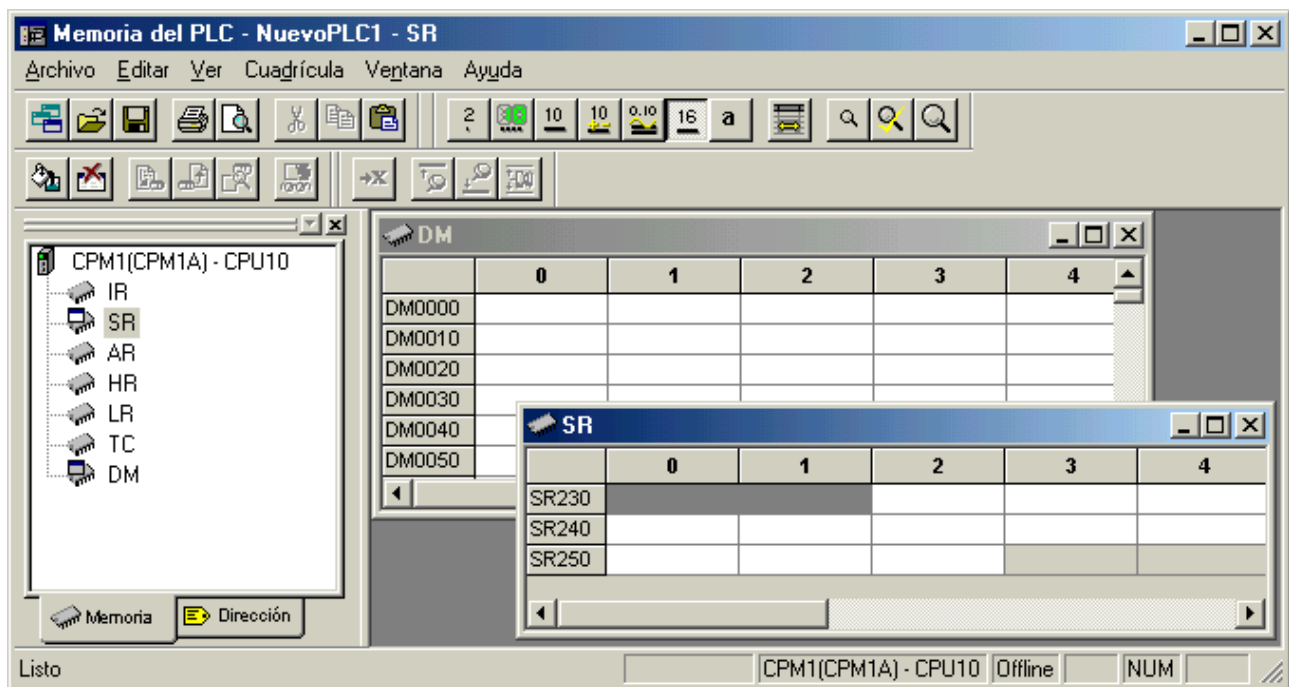 Memoria del PLC - NuevoPLC1 - SR
Archivo Editar Ver Cuadrícula Ventana Ayuda
2 10 10 0.10 16 a
CPM1(CPM1A) - CPU10
IR
SR
AR
HR
LR
TC
DM
Memoria Dirección
DM
0 1 2 3 4
DM0000
DM0010
DM0020
DM0030
DM0040
DM0050
SR
0 1 2 3 4
SR230
SR240
SR250
Listo CPM1(CPM1A) - CPU10 Offline NUM